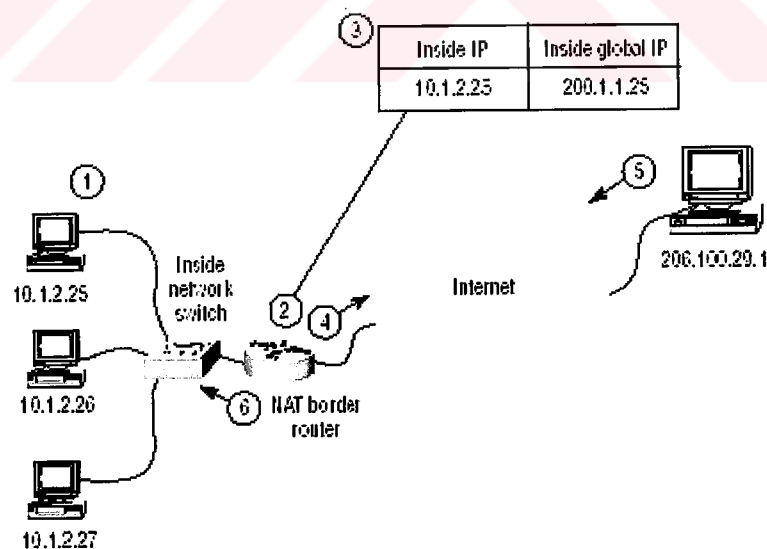 3
Inside IP Inside global IP
10.1.2.25 200.1.1.25
1
5
206.100.29.1
10.1.2.25
Inside
network
switch
2
4
Internet
10.1.2.26
6
NAT border
router
10.1.2.27